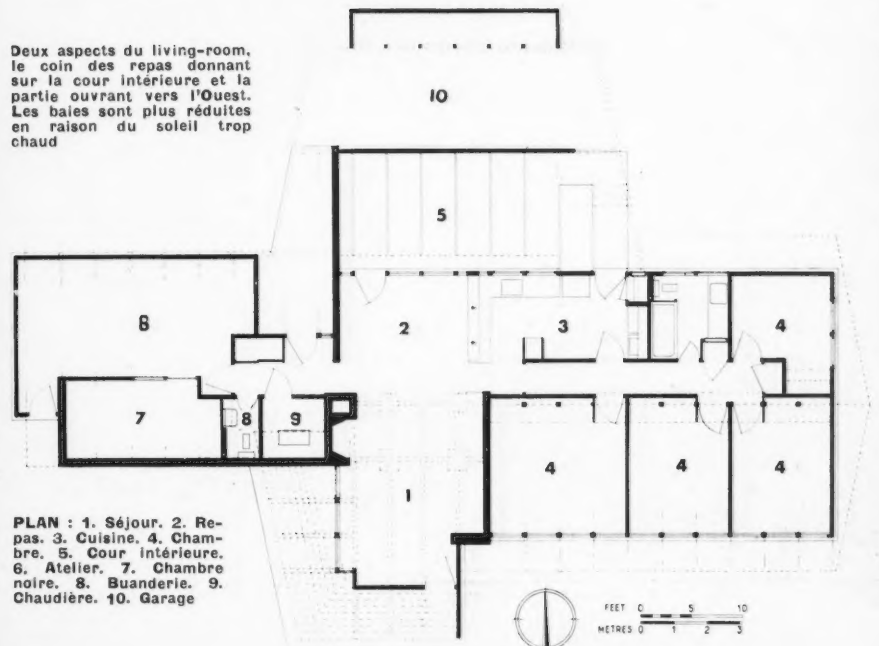 Deux aspects du living-room,
le coin des repas donnant
sur la cour intérieure et la
partie ouvrant vers l'Ouest.
Les baies sont plus réduites
en raison du soleil trop
chaud
10
5
6
2
3
4
7
8
9
1
4
4
4
PLAN : 1. Séjour. 2. Re-
pas. 3. Cuisine. 4. Cham-
bre. 5. Cour intérieure.
6. Atelier. 7. Chambre
noire. 8. Buanderie. 9.
Chaudière. 10. Garage
FEET 0 5 10
METRES 0 1 2 3